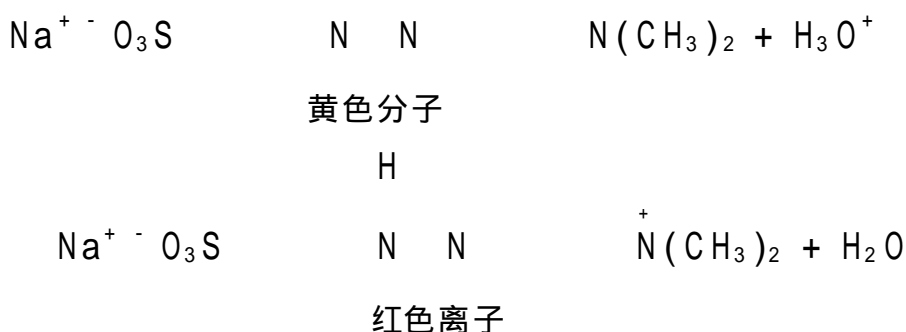 Na⁺ ⁻O₃S N N N(CH₃)₂ + H₃O⁺
黄色分子
H
+
Na⁺ ⁻O₃S N N N(CH₃)₂ + H₂O
红色离子